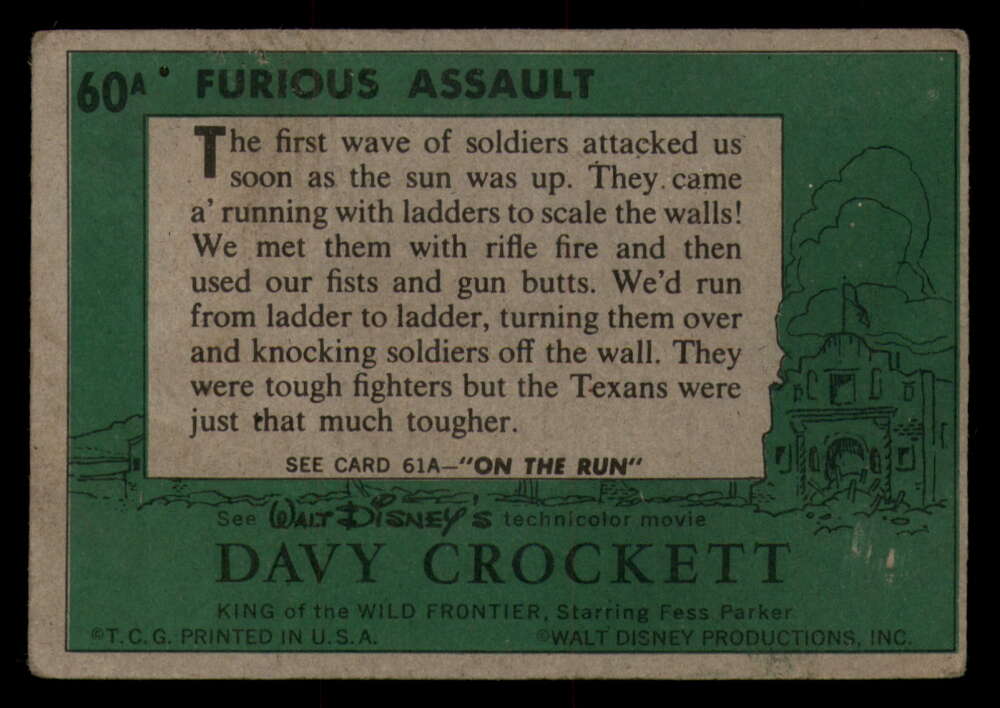 60A FURIOUS ASSAULT
The first wave of soldiers attacked us
soon as the sun was up. They came
a' running with ladders to scale the walls!
We met them with rifle fire and then
used our fists and gun butts. We'd run
from ladder to ladder, turning them over
and knocking soldiers off the wall. They
were tough fighters but the Texans were
just that much tougher.
SEE CARD 61A—"ON THE RUN"
See WALT DISNEY'S technicolor movie
DAVY CROCKETT
KING of the WILD FRONTIER, Starring Fess Parker
©T.C.G. PRINTED IN U.S.A. ©WALT DISNEY PRODUCTIONS, INC.